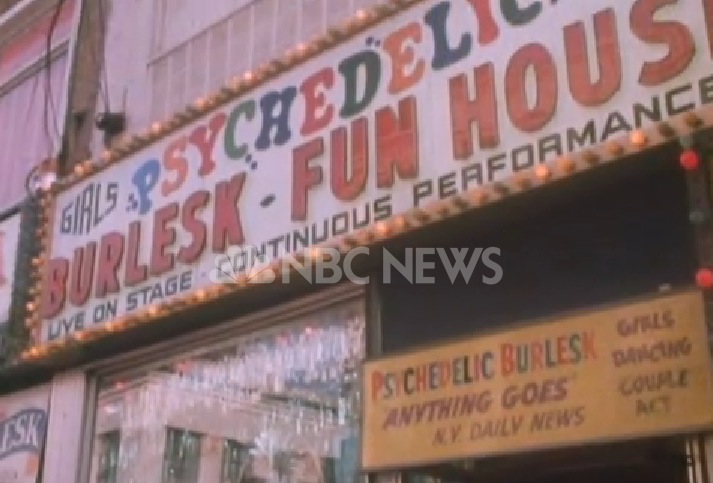 GIRLS "PSYCHEDELIC"
BURLESK - FUN HOUSE
LIVE ON STAGE - CONTINUOUS PERFORMANCE
NBC NEWS
PSYCHEDELIC BURLESK
"ANYTHING GOES"
N.Y. DAILY NEWS
GIRLS
DANCING
COUPLE
ACT
ESK